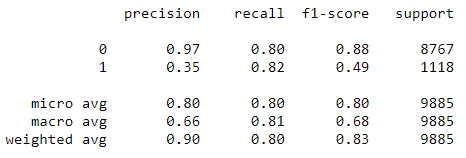 precision recall f1-score support
0 0.97 0.80 0.88 8767
1 0.35 0.82 0.49 1118
micro avg 0.80 0.80 0.80 9885
macro avg 0.66 0.81 0.68 9885
weighted avg 0.90 0.80 0.83 9885